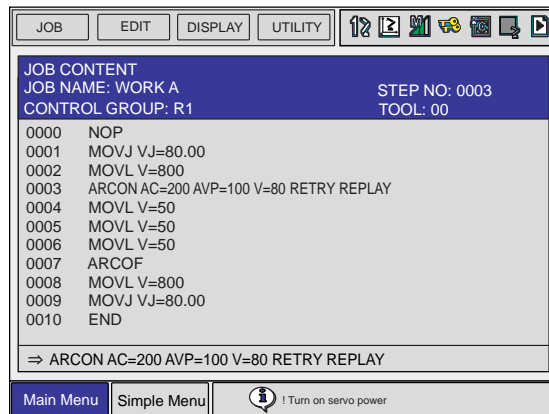 JOB EDIT DISPLAY UTILITY
JOB CONTENT
JOB NAME: WORK A STEP NO: 0003
CONTROL GROUP: R1 TOOL: 00
0000 NOP
0001 MOVJ VJ=80.00
0002 MOVL V=800
0003 ARCON AC=200 AVP=100 V=80 RETRY REPLAY
0004 MOVL V=50
0005 MOVL V=50
0006 MOVL V=50
0007 ARCOF
0008 MOVL V=800
0009 MOVJ VJ=80.00
0010 END
⇒ ARCON AC=200 AVP=100 V=80 RETRY REPLAY
Main Menu Simple Menu ! Turn on servo power